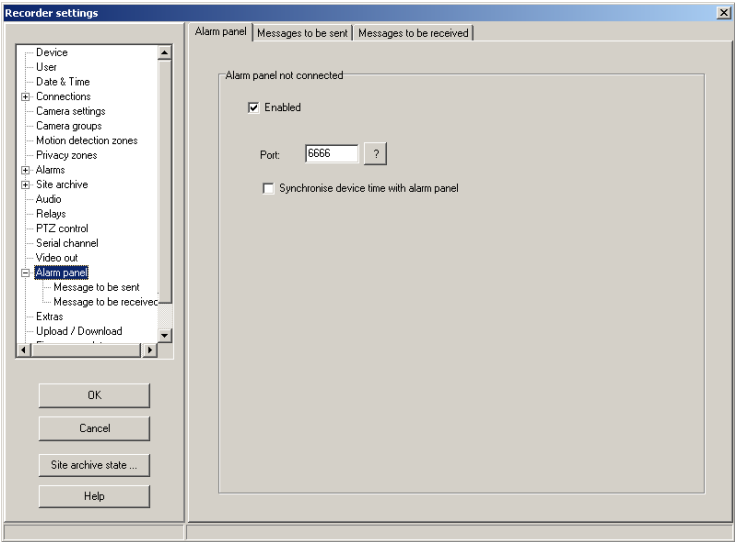 Recorder settings
Device
User
Date & Time
Connections
Camera settings
Camera groups
Motion detection zones
Privacy zones
Alarms
Site archive
Audio
Relays
PTZ control
Serial channel
Video out
Alarm panel
Message to be sent
Message to be received
Extras
Upload / Download
OK
Cancel
Site archive state ...
Help
Alarm panel
Messages to be sent
Messages to be received
Alarm panel not connected
Enabled
Port: 6666 ?
Synchronise device time with alarm panel